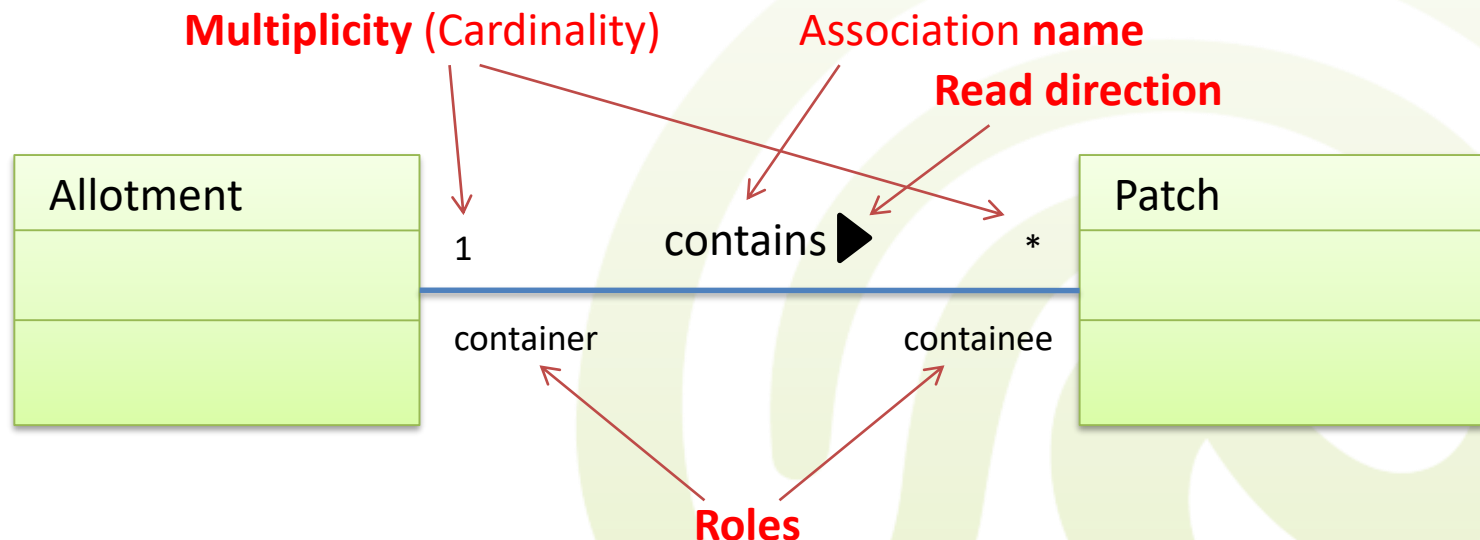 Multiplicity (Cardinality)
Association name
Read direction
Allotment
Patch
1
contains
*
container
containee
Roles